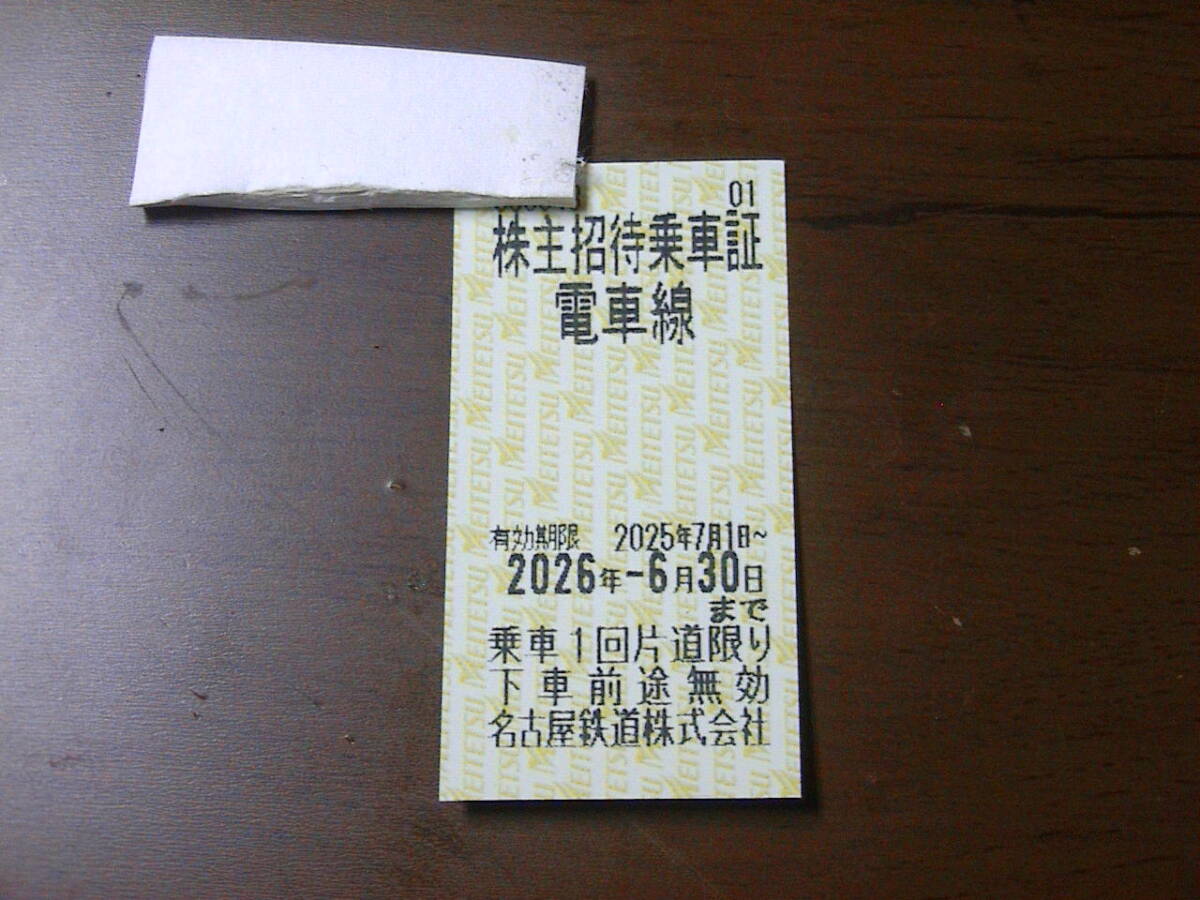 01
株主招待乗車証
電車線
有効期限 2025年7月1日~
2026年-6月30日
まで
乗車1回片道限り
下車前途無効
名古屋鉄道株式会社
MEITETSU